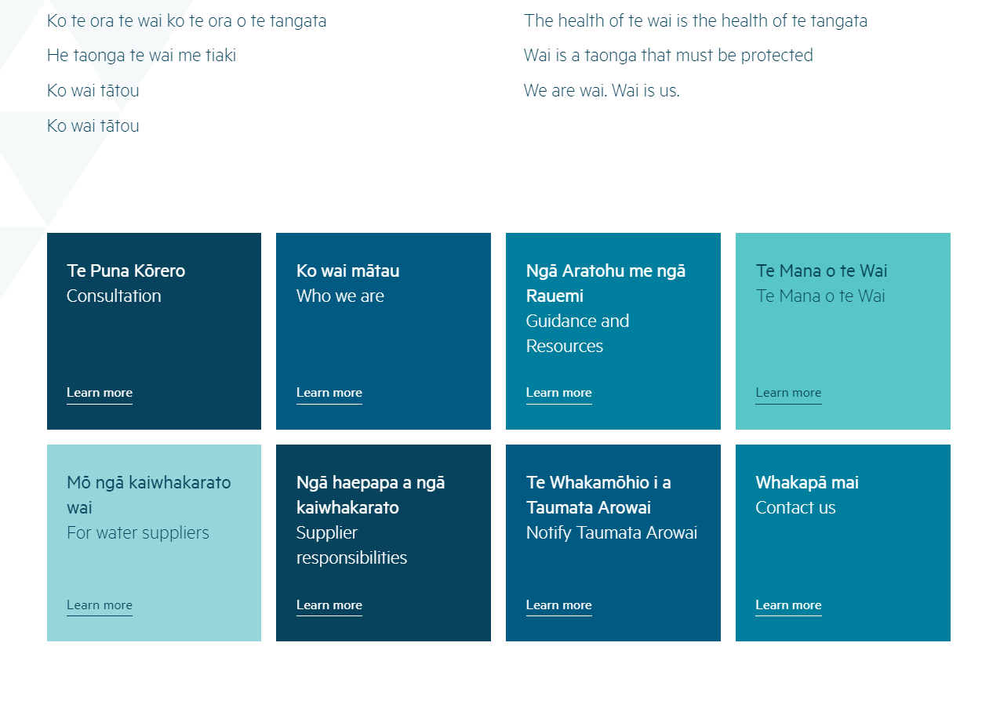 Ko te ora te wai ko te ora o te tangata
He taonga te wai me tiaki
Ko wai tātou
Ko wai tātou
The health of te wai is the health of te tangata
Wai is a taonga that must be protected
We are wai. Wai is us.
Te Puna Kōrero
Consultation
Learn more
Ko wai mātau
Who we are
Learn more
Ngā Aratohu me ngā
Rauemi
Guidance and
Resources
Learn more
Te Mana o te Wai
Te Mana o te Wai
Learn more
Mō ngā kaiwhakarato
wai
For water suppliers
Learn more
Ngā haepapa a ngā
kaiwhakarato
Supplier
responsibilities
Learn more
Te Whakamōhio i a
Taumata Arowai
Notify Taumata Arowai
Learn more
Whakapā mai
Contact us
Learn more